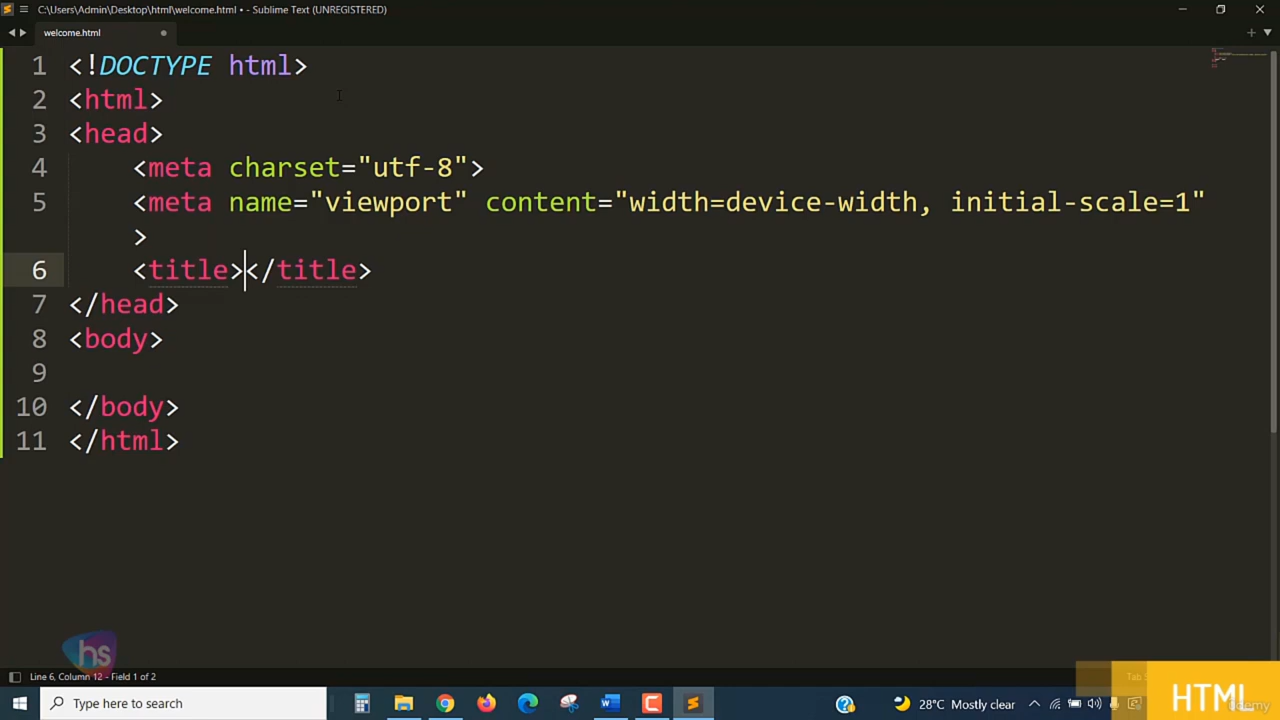 C:\Users\Admin\Desktop\html\welcome.html • - Sublime Text (UNREGISTERED)
welcome.html
1 <!DOCTYPE html>
2 <html>
3 <head>
4 <meta charset="utf-8">
5 <meta name="viewport" content="width=device-width, initial-scale=1"
>
6 <title></title>
7 </head>
8 <body>
9
10 </body>
11 </html>
hs
Line 6, Column 12 - Field 1 of 2
Tab
HTML
Type here to search
28°C Mostly clear
Udemy